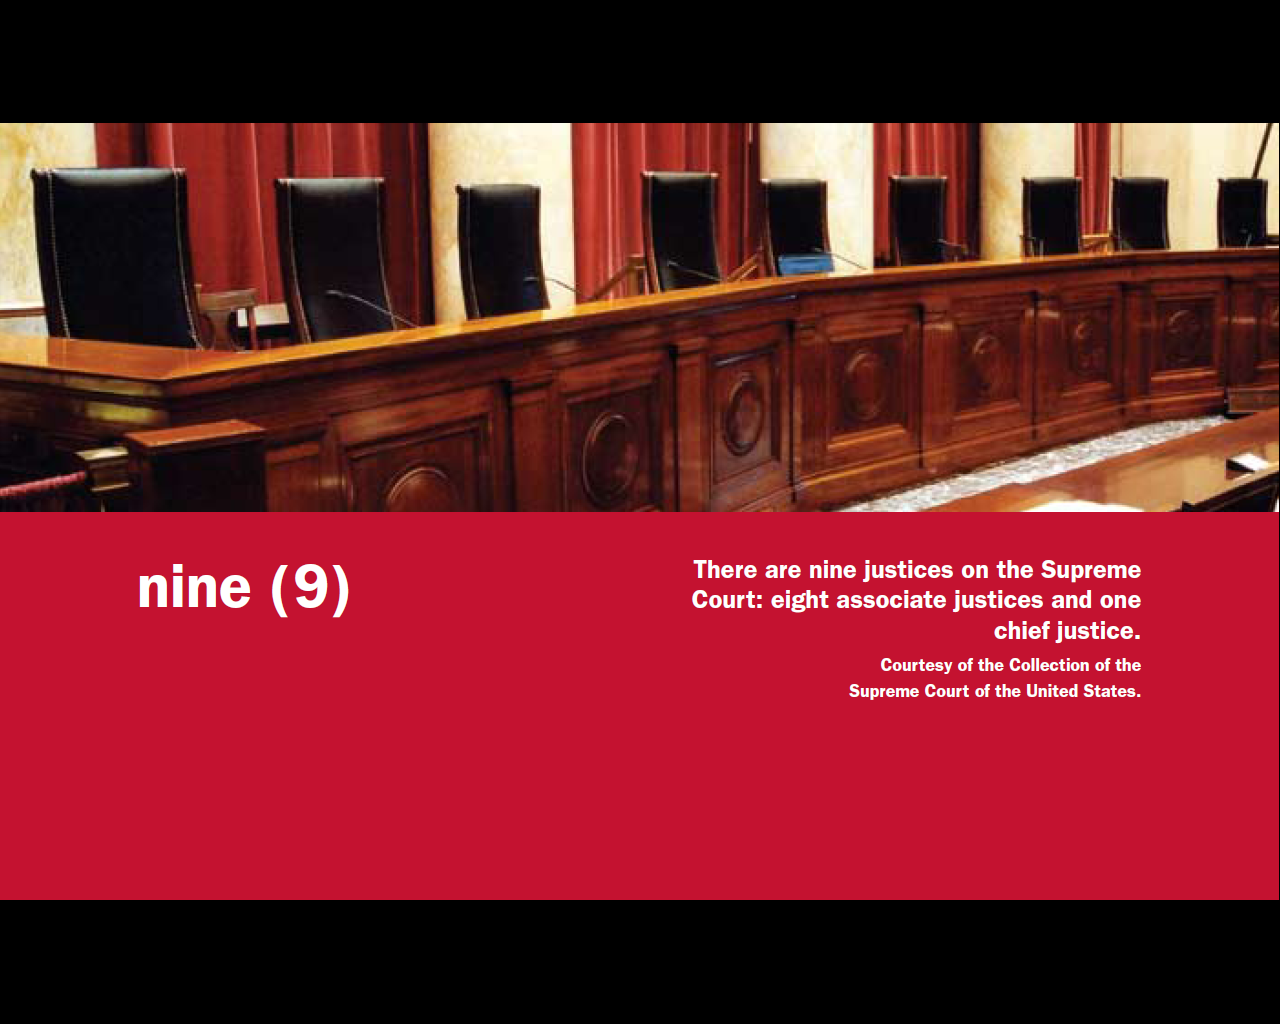 nine (9)
There are nine justices on the Supreme
Court: eight associate justices and one
chief justice.
Courtesy of the Collection of the
Supreme Court of the United States.